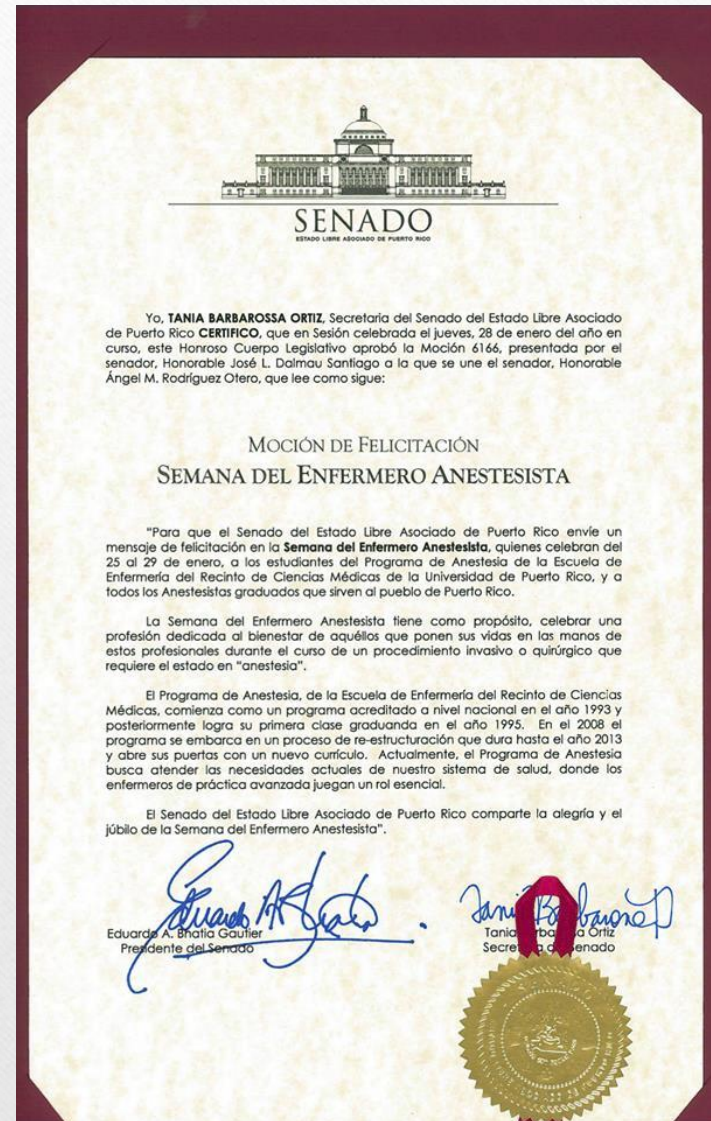 SENADO
ESTADO LIBRE ASOCIADO DE PUERTO RICO
Yo, TANIA BARBAROSSA ORTIZ, Secretaria del Senado del Estado Libre Asociado
de Puerto Rico CERTIFICO, que en Sesión celebrada el jueves, 28 de enero del año en
curso, este Honroso Cuerpo Legislativo aprobó la Moción 6166, presentada por el
senador, Honorable José L. Dalmau Santiago a la que se une el senador, Honorable
Ángel M. Rodríguez Otero, que lee como sigue:
MOCIÓN DE FELICITACIÓN
SEMANA DEL ENFERMERO ANESTESISTA
"Para que el Senado del Estado Libre Asociado de Puerto Rico envíe un
mensaje de felicitación en la Semana del Enfermero Anestesista, quienes celebran del
25 al 29 de enero, a los estudiantes del Programa de Anestesia de la Escuela de
Enfermería del Recinto de Ciencias Médicas de la Universidad de Puerto Rico, y a
todos los Anestesistas graduados que sirven al pueblo de Puerto Rico.
La Semana del Enfermero Anestesista tiene como propósito, celebrar una
profesión dedicada al bienestar de aquéllos que ponen sus vidas en las manos de
estos profesionales durante el curso de un procedimiento invasivo o quirúrgico que
requiere el estado en "anestesia".
El Programa de Anestesia, de la Escuela de Enfermería del Recinto de Ciencias
Médicas, comienza como un programa acreditado a nivel nacional en el año 1993 y
posteriormente logra su primera clase graduanda en el año 1995. En el 2008 el
programa se embarca en un proceso de re-estructuración que dura hasta el año 2013
y abre sus puertas con un nuevo currículo. Actualmente, el Programa de Anestesia
busca atender las necesidades actuales de nuestro sistema de salud, donde los
enfermeros de práctica avanzada juegan un rol esencial.
El Senado del Estado Libre Asociado de Puerto Rico comparte la alegría y el
júbilo de la Semana del Enfermero Anestesista".
Eduardo A. Bhatia Gautier
Presidente del Senado
Tania Ortiz
Senado